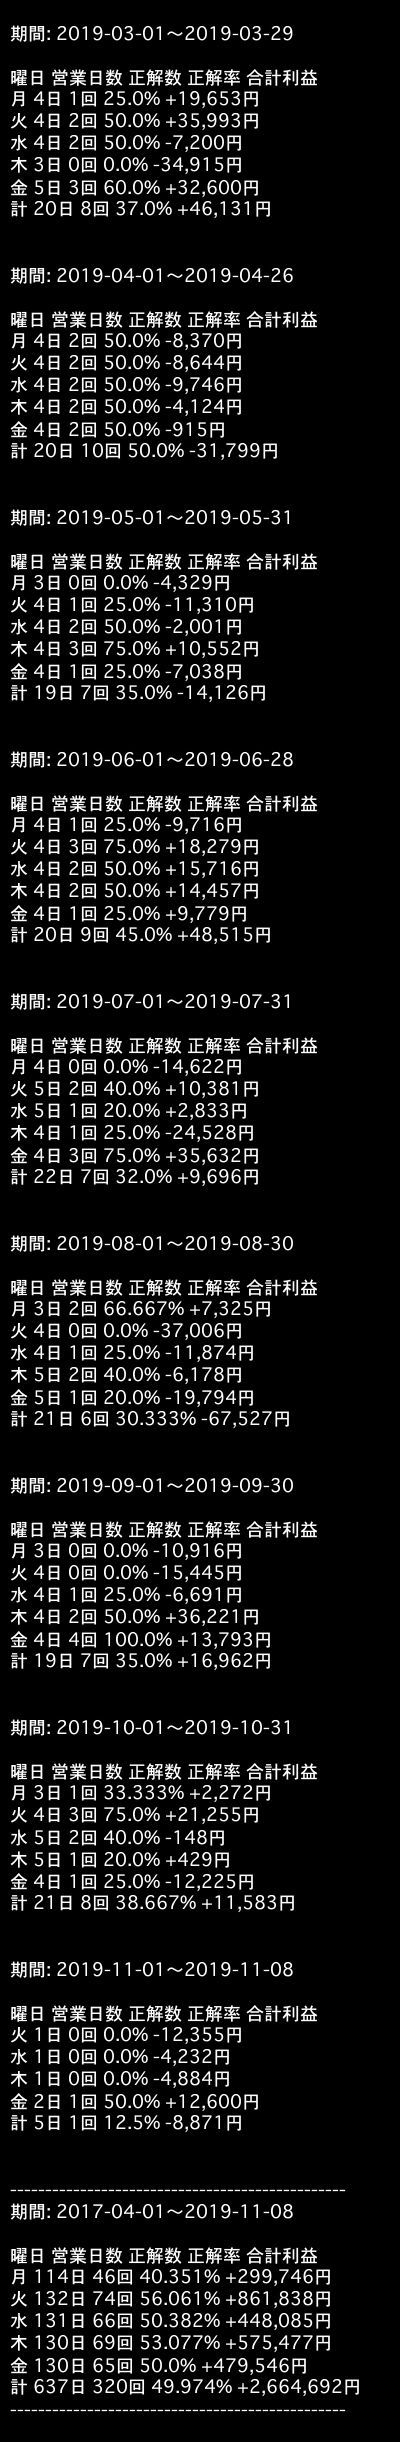 期間: 2019-03-01〜2019-03-29
曜日 営業日数 正解数 正解率 合計利益
月 4日 1回 25.0% +19,653円
火 4日 2回 50.0% +35,993円
水 4日 2回 50.0% -7,200円
木 3日 0回 0.0% -34,915円
金 5日 3回 60.0% +32,600円
計 20日 8回 37.0% +46,131円
期間: 2019-04-01〜2019-04-26
曜日 営業日数 正解数 正解率 合計利益
月 4日 2回 50.0% -8,370円
火 4日 2回 50.0% -8,644円
水 4日 2回 50.0% -9,746円
木 4日 2回 50.0% -4,124円
金 4日 2回 50.0% -915円
計 20日 10回 50.0% -31,799円
期間: 2019-05-01〜2019-05-31
曜日 営業日数 正解数 正解率 合計利益
月 3日 0回 0.0% -4,329円
火 4日 1回 25.0% -11,310円
水 4日 2回 50.0% -2,001円
木 4日 3回 75.0% +10,552円
金 4日 1回 25.0% -7,038円
計 19日 7回 35.0% -14,126円
期間: 2019-06-01〜2019-06-28
曜日 営業日数 正解数 正解率 合計利益
月 4日 1回 25.0% -9,716円
火 4日 3回 75.0% +18,279円
水 4日 2回 50.0% +15,716円
木 4日 2回 50.0% +14,457円
金 4日 1回 25.0% +9,779円
計 20日 9回 45.0% +48,515円
期間: 2019-07-01〜2019-07-31
曜日 営業日数 正解数 正解率 合計利益
月 4日 0回 0.0% -14,622円
火 5日 2回 40.0% +10,381円
水 5日 1回 20.0% +2,833円
木 4日 1回 25.0% -24,528円
金 4日 3回 75.0% +35,632円
計 22日 7回 32.0% +9,696円
期間: 2019-08-01〜2019-08-30
曜日 営業日数 正解数 正解率 合計利益
月 3日 2回 66.667% +7,325円
火 4日 0回 0.0% -37,006円
水 4日 1回 25.0% -11,874円
木 5日 2回 40.0% -6,178円
金 5日 1回 20.0% -19,794円
計 21日 6回 30.333% -67,527円
期間: 2019-09-01〜2019-09-30
曜日 営業日数 正解数 正解率 合計利益
月 3日 0回 0.0% -10,916円
火 4日 0回 0.0% -15,445円
水 4日 1回 25.0% -6,691円
木 4日 2回 50.0% +36,221円
金 4日 4回 100.0% +13,793円
計 19日 7回 35.0% +16,962円
期間: 2019-10-01〜2019-10-31
曜日 営業日数 正解数 正解率 合計利益
月 3日 1回 33.333% +2,272円
火 4日 3回 75.0% +21,255円
水 5日 2回 40.0% -148円
木 5日 1回 20.0% +429円
金 4日 1回 25.0% -12,225円
計 21日 8回 38.667% +11,583円
期間: 2019-11-01〜2019-11-08
曜日 営業日数 正解数 正解率 合計利益
火 1日 0回 0.0% -12,355円
水 1日 0回 0.0% -4,232円
木 1日 0回 0.0% -4,884円
金 2日 1回 50.0% +12,600円
計 5日 1回 12.5% -8,871円
------------------------------------------------
期間: 2017-04-01〜2019-11-08
曜日 営業日数 正解数 正解率 合計利益
月 114日 46回 40.351% +299,746円
火 132日 74回 56.061% +861,838円
水 131日 66回 50.382% +448,085円
木 130日 69回 53.077% +575,477円
金 130日 65回 50.0% +479,546円
計 637日 320回 49.974% +2,664,692円
------------------------------------------------